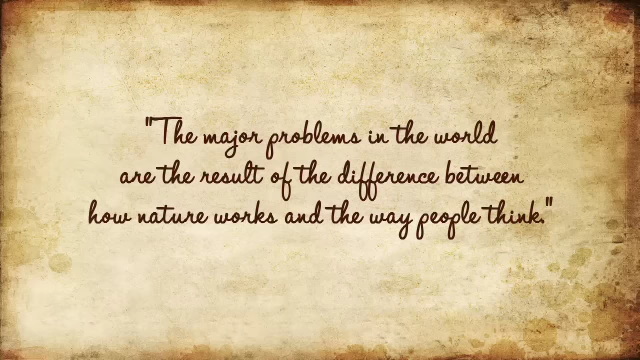 "The major problems in the world
are the result of the difference between
how nature works and the way people think."